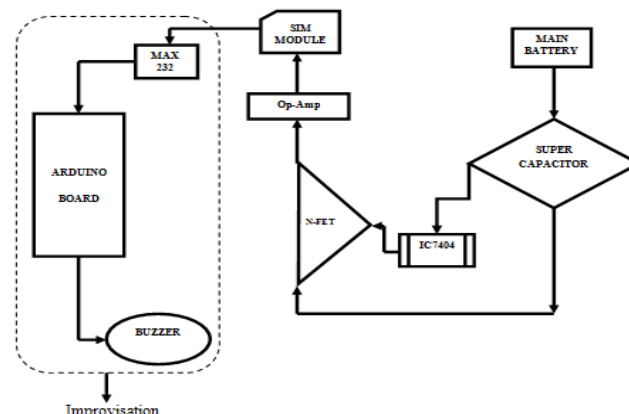 SIM
MODULE
MAX
232
MAIN
BATTERY
Op-Amp
SUPER
CAPACITOR
ARDUINO
BOARD
N-FET
IC7404
BUZZER
Improvisation